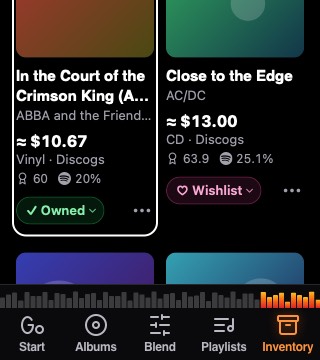 In the Court of the
Crimson King (A...
ABBA and the Friend...
≈ $10.67
Vinyl · Discogs
60 20%
Owned
Close to the Edge
AC/DC
≈ $13.00
CD · Discogs
63.9 25.1%
Wishlist
Start
Albums
Blend
Playlists
Inventory